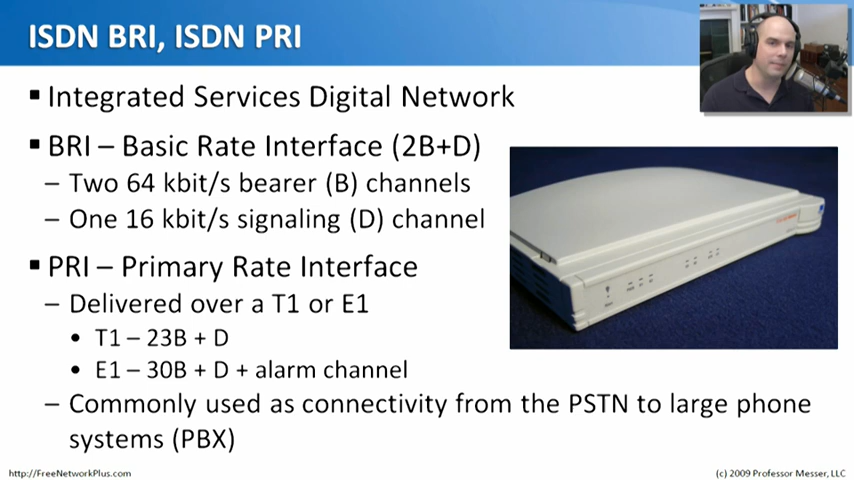 ISDN BRI, ISDN PRI
▪ Integrated Services Digital Network
▪ BRI – Basic Rate Interface (2B+D)
– Two 64 kbit/s bearer (B) channels
– One 16 kbit/s signaling (D) channel
▪ PRI – Primary Rate Interface
– Delivered over a T1 or E1
• T1 – 23B + D
• E1 – 30B + D + alarm channel
– Commonly used as connectivity from the PSTN to large phone
systems (PBX)
http://FreeNetworkPlus.com
(c) 2009 Professor Messer, LLC